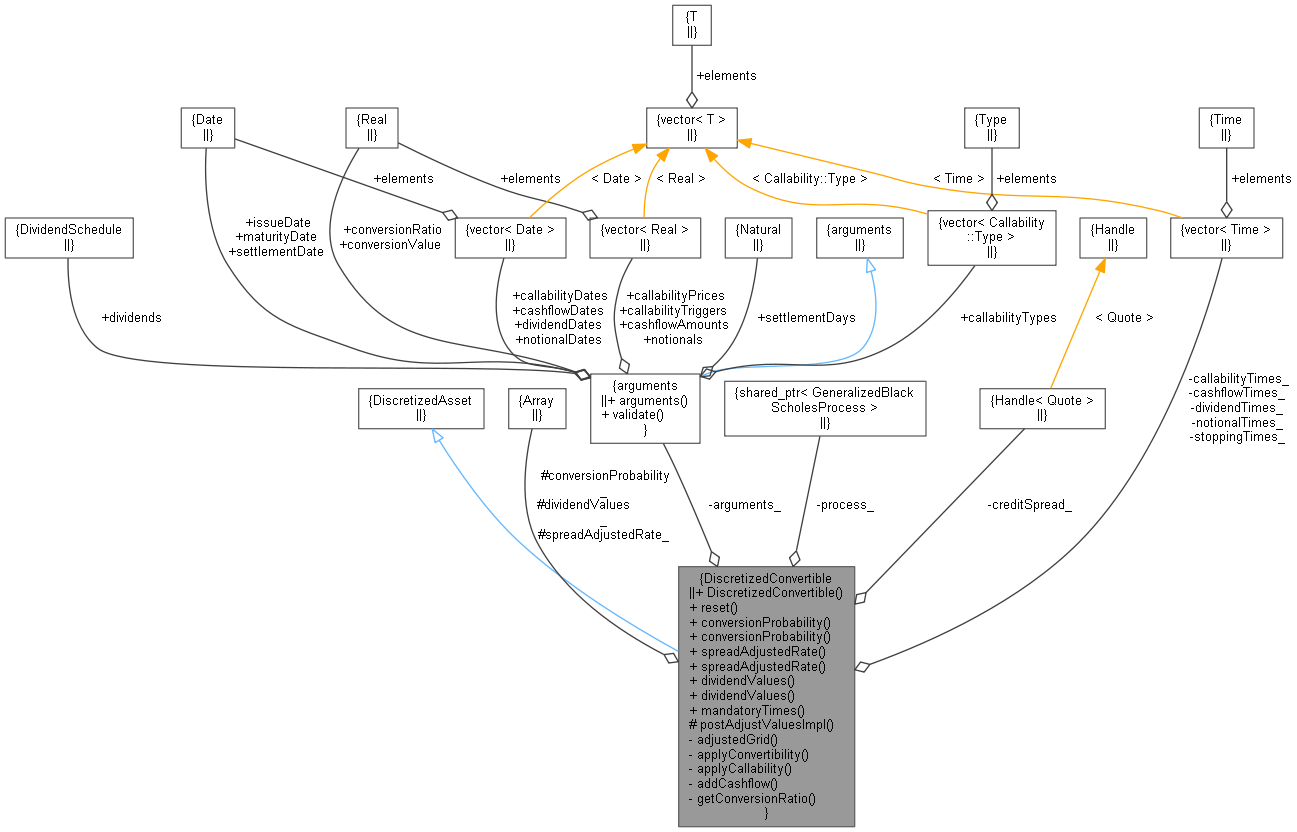 {T
||}
+elements
{Date
||}
{Real
||}
{vector< T >
||}
{Type
||}
{Time
||}
+elements
+elements
< Date >
< Real >
< Callability::Type >
< Time >
+elements
+elements
{DividendSchedule
||}
+issueDate
+maturityDate
+settlementDate
+conversionRatio
+conversionValue
{vector< Date >
||}
{vector< Real >
||}
{Natural
||}
{arguments
||}
{vector< Callability
::Type >
||}
{Handle
||}
{vector< Time >
||}
+dividends
+callabilityDates
+cashflowDates
+dividendDates
+notionalDates
+callabilityPrices
+callabilityTriggers
+cashflowAmounts
+notionals
+settlementDays
+callabilityTypes
< Quote >
{DiscretizedAsset
||}
{Array
||}
{arguments
||+ arguments()
+ validate()
}
{shared_ptr< GeneralizedBlack
ScholesProcess >
||}
{Handle< Quote >
||}
-callabilityTimes_
-cashflowTimes_
-dividendTimes_
-notionalTimes_
-stoppingTimes_
#conversionProbability
_
#dividendValues
_
#spreadAdjustedRate_
-arguments_
-process_
-creditSpread_
{DiscretizedConvertible
||+ DiscretizedConvertible()
+ reset()
+ conversionProbability()
+ conversionProbability()
+ spreadAdjustedRate()
+ spreadAdjustedRate()
+ dividendValues()
+ dividendValues()
+ mandatoryTimes()
# postAdjustValuesImpl()
- adjustedGrid()
- applyConvertibility()
- applyCallability()
- addCashflow()
- getConversionRatio()
}